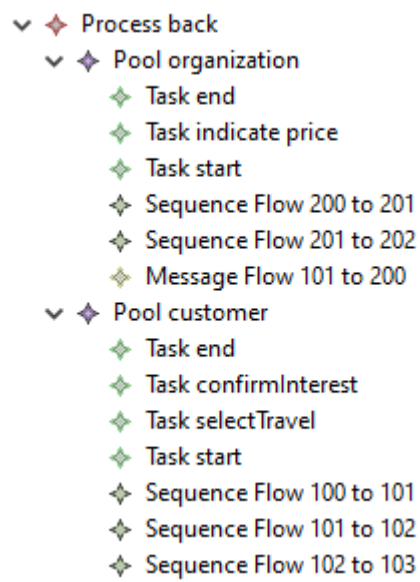 Process back
Pool organization
Task end
Task indicate price
Task start
Sequence Flow 200 to 201
Sequence Flow 201 to 202
Message Flow 101 to 200
Pool customer
Task end
Task confirmInterest
Task selectTravel
Task start
Sequence Flow 100 to 101
Sequence Flow 101 to 102
Sequence Flow 102 to 103